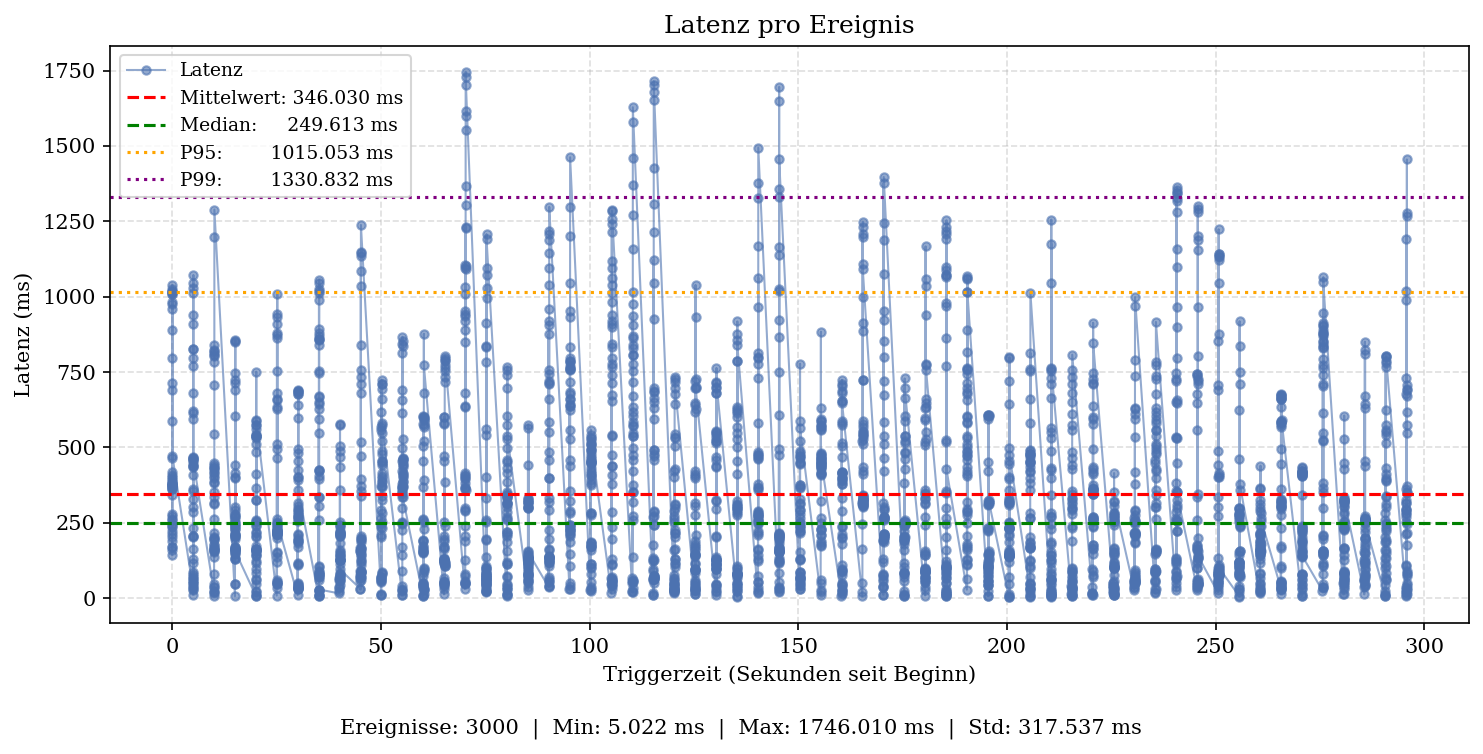 Latenz pro Ereignis
Latenz (ms)
1750
1500
1250
1000
750
500
250
0
Latenz
Mittelwert: 346.030 ms
Median: 249.613 ms
P95: 1015.053 ms
P99: 1330.832 ms
0 50 100 150 200 250 300
Triggerzeit (Sekunden seit Beginn)
Ereignisse: 3000 | Min: 5.022 ms | Max: 1746.010 ms | Std: 317.537 ms